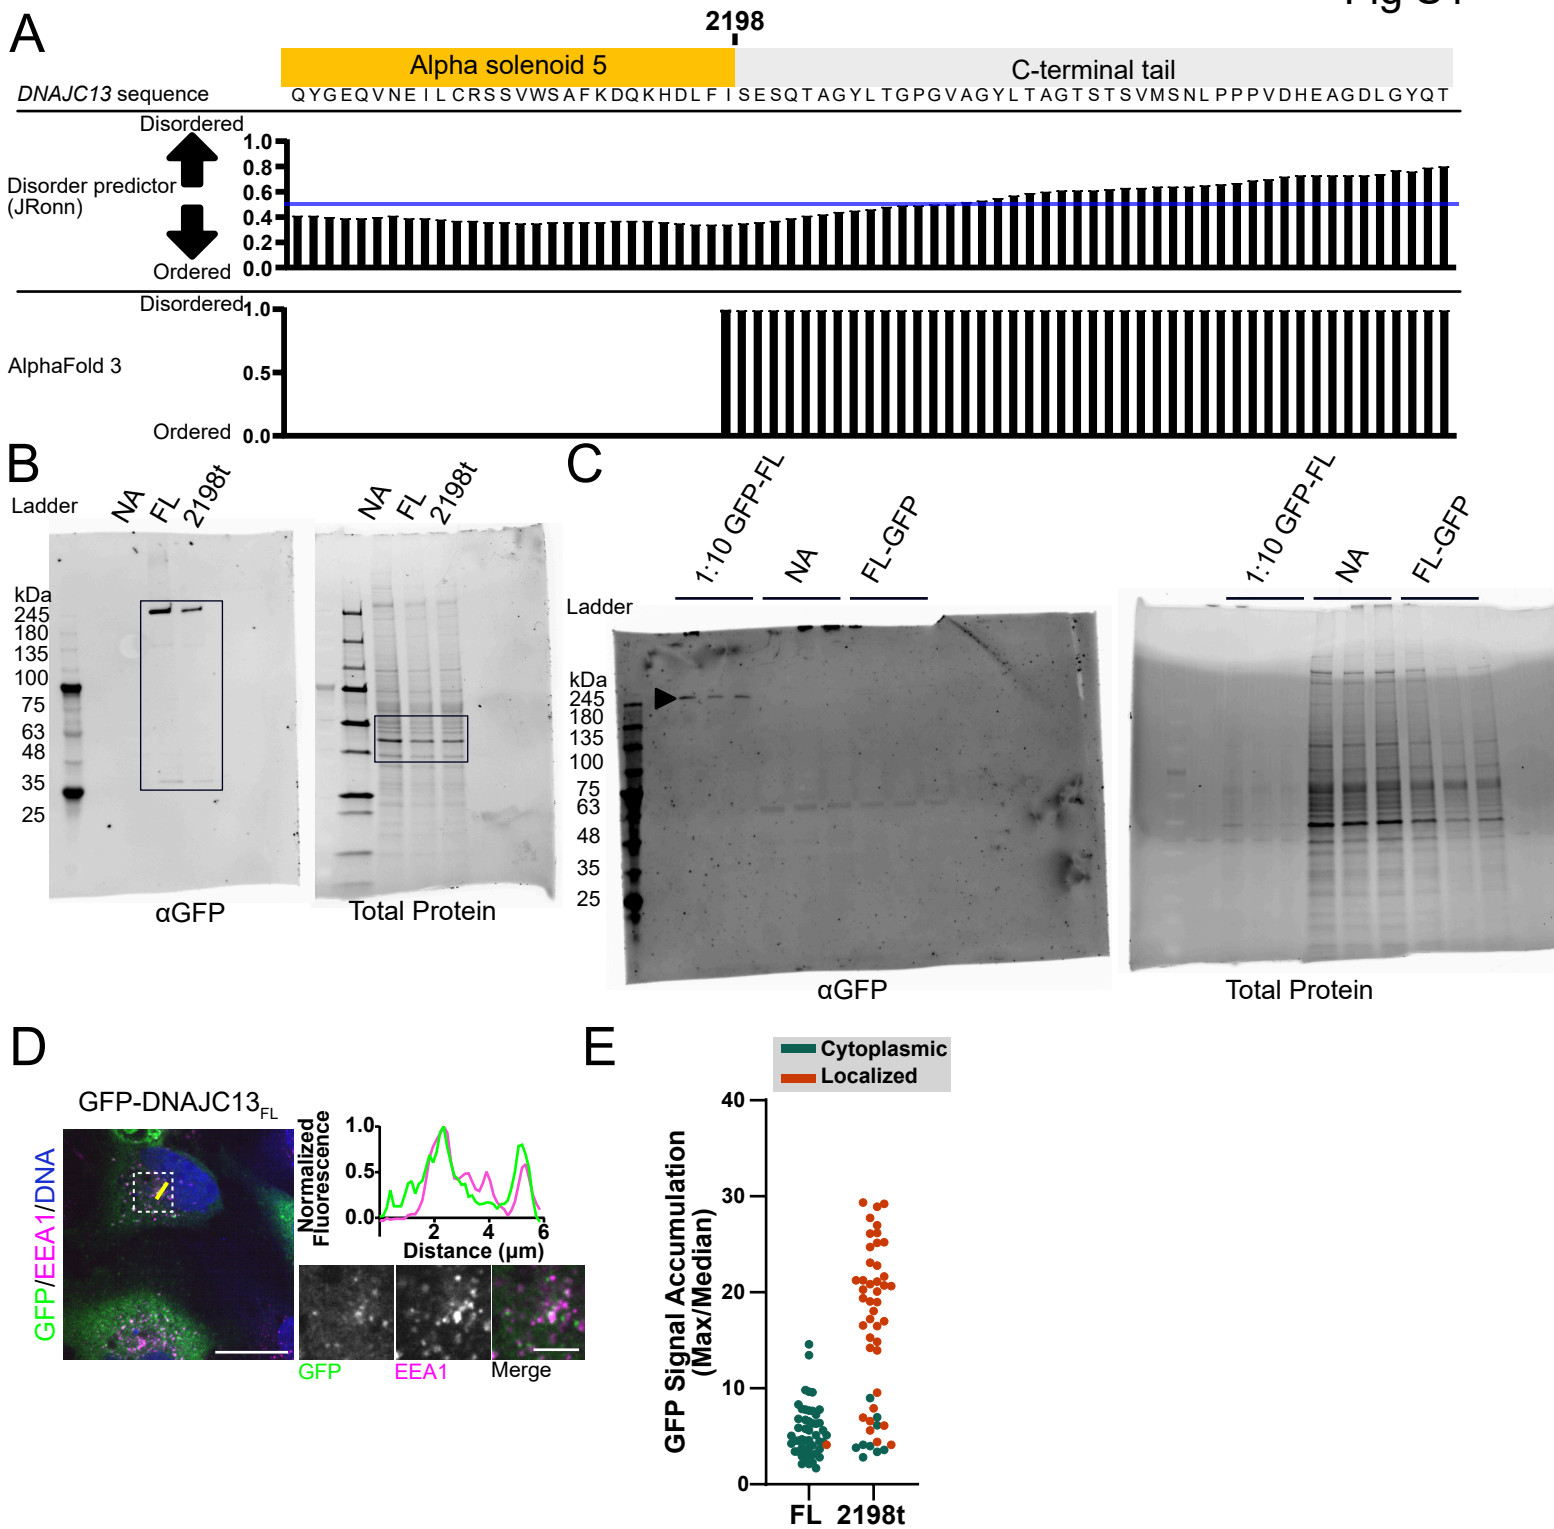 A
2198
Alpha solenoid 5
C-terminal tail
DNAJC13 sequence
QYGEQVNEILCRSSVWSAFKDQKHDLFISESQTAGYLTGPGVAGYLTAGTSTSVMSNLPPPVDHEAGDLGYQT
Disordered
1.0
0.8
Disorder predictor
(JRonn)
0.6
0.4
0.2
Ordered
0.0
Disordered
1.0
AlphaFold 3
0.5
Ordered
0.0
B
Ladder
NA
FL
2198t
NA
FL
2198t
kDa
245
180
135
100
75
63
48
35
25
αGFP
Total Protein
C
1:10 GFP-FL
NA
FL-GFP
1:10 GFP-FL
NA
FL-GFP
Ladder
kDa
245
180
135
100
75
63
48
35
25
αGFP
Total Protein
D
GFP-DNAJC13FL
GFP/EEA1/DNA
Normalized
Fluorescence
1.0
0.5
0.0
2
4
6
Distance (μm)
GFP
EEA1
Merge
E
Cytoplasmic
Localized
GFP Signal Accumulation
(Max/Median)
40
30
20
10
0
FL
2198t